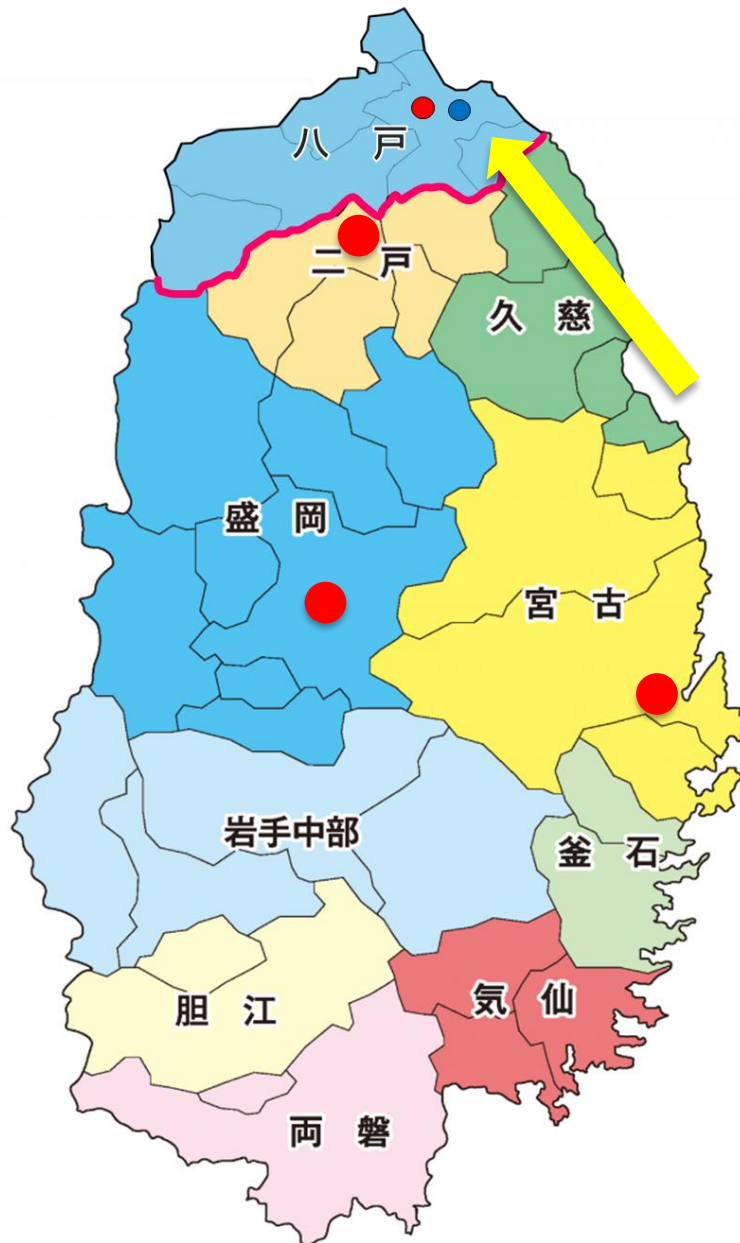 八 戸
二 戸
久 慈
盛 岡
宮 古
岩手中部
釜 石
気 仙
胆 江
両 磐